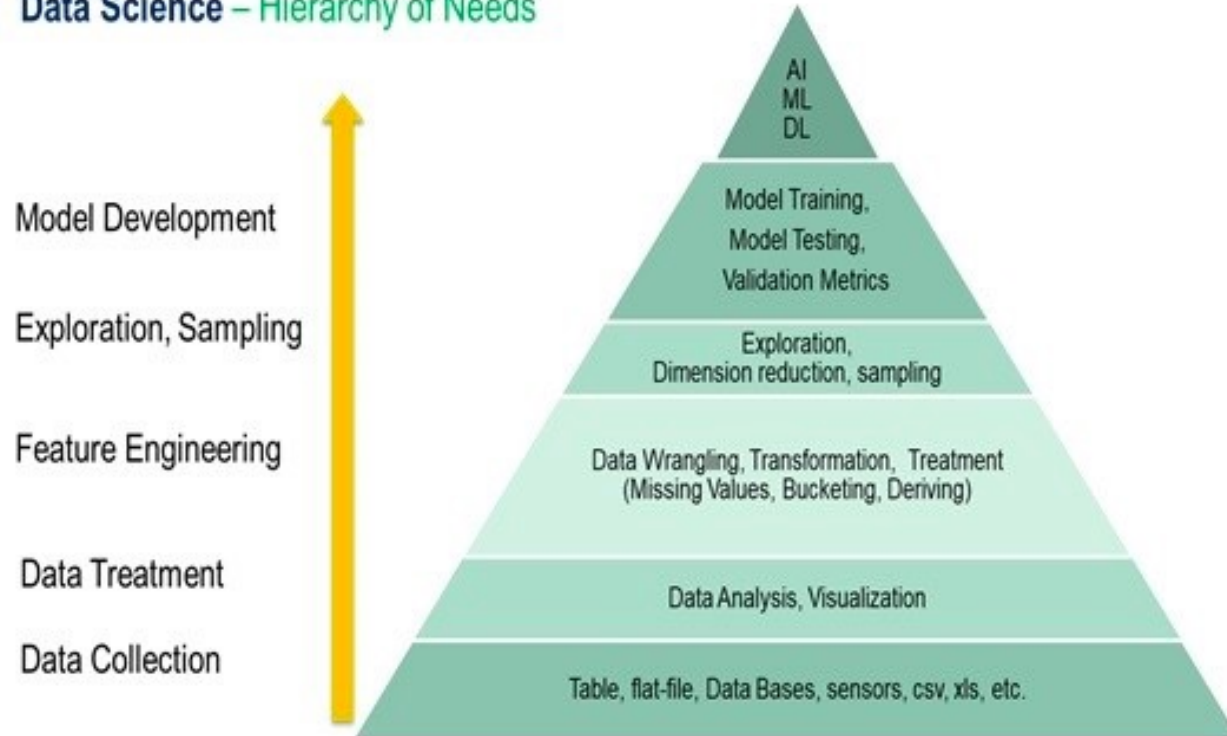 Data Science – Hierarchy of Needs
Model Development
Exploration, Sampling
Feature Engineering
Data Treatment
Data Collection
AI
ML
DL
Model Training,
Model Testing,
Validation Metrics
Exploration,
Dimension reduction, sampling
Data Wrangling, Transformation, Treatment
(Missing Values, Bucketing, Deriving)
Data Analysis, Visualization
Table, flat-file, Data Bases, sensors, csv, xls, etc.